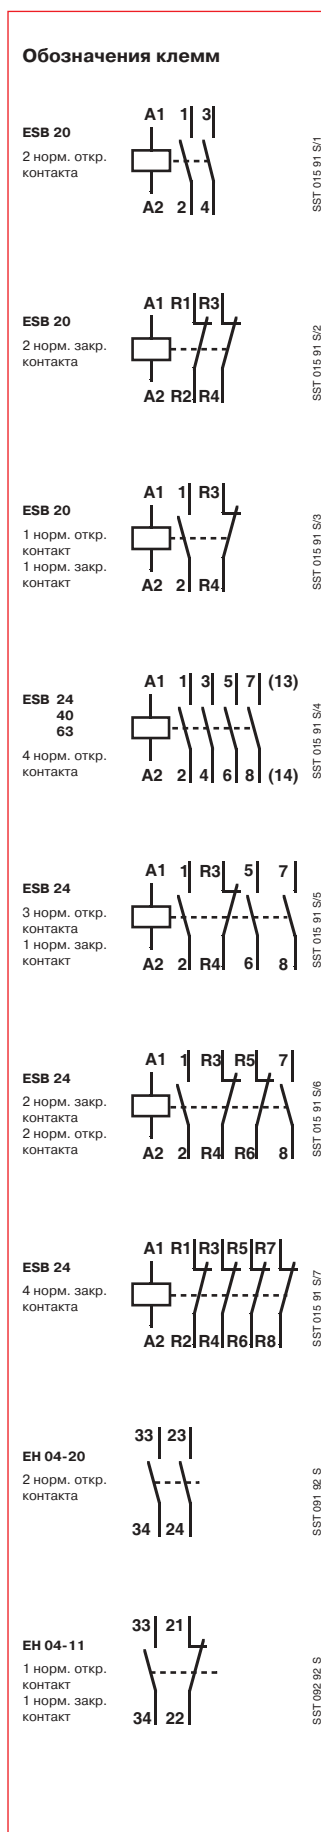 Обозначения клемм
A1 1 3
ESB 20
2 норм. откр.
контакта
A2 2 4
SST 015 91 S/1
A1 R1 R3
ESB 20
2 норм. закр.
контакта
A2 R2 R4
SST 015 91 S/2
A1 1 R3
ESB 20
1 норм. откр.
контакт
1 норм. закр.
контакт
A2 2 R4
SST 015 91 S/3
A1 1 3 5 7 (13)
ESB 24
40
63
4 норм. откр.
контакта
A2 2 4 6 8 (14)
SST 015 91 S/4
A1 1 R3 5 7
ESB 24
3 норм. откр.
контакта
1 норм. закр.
контакт
A2 2 R4 6 8
SST 015 91 S/5
A1 1 R3 R5 7
ESB 24
2 норм. закр.
контакта
2 норм. откр.
контакта
A2 2 R4 R6 8
SST 015 91 S/6
A1 R1 R3 R5 R7
ESB 24
4 норм. закр.
контакта
A2 R2 R4 R6 R8
SST 015 91 S/7
33 23
EH 04-20
2 норм. откр.
контакта
34 24
SST 091 92 S
33 21
EH 04-11
1 норм. откр.
контакт
1 норм. закр.
контакт
34 22
SST 092 92 S